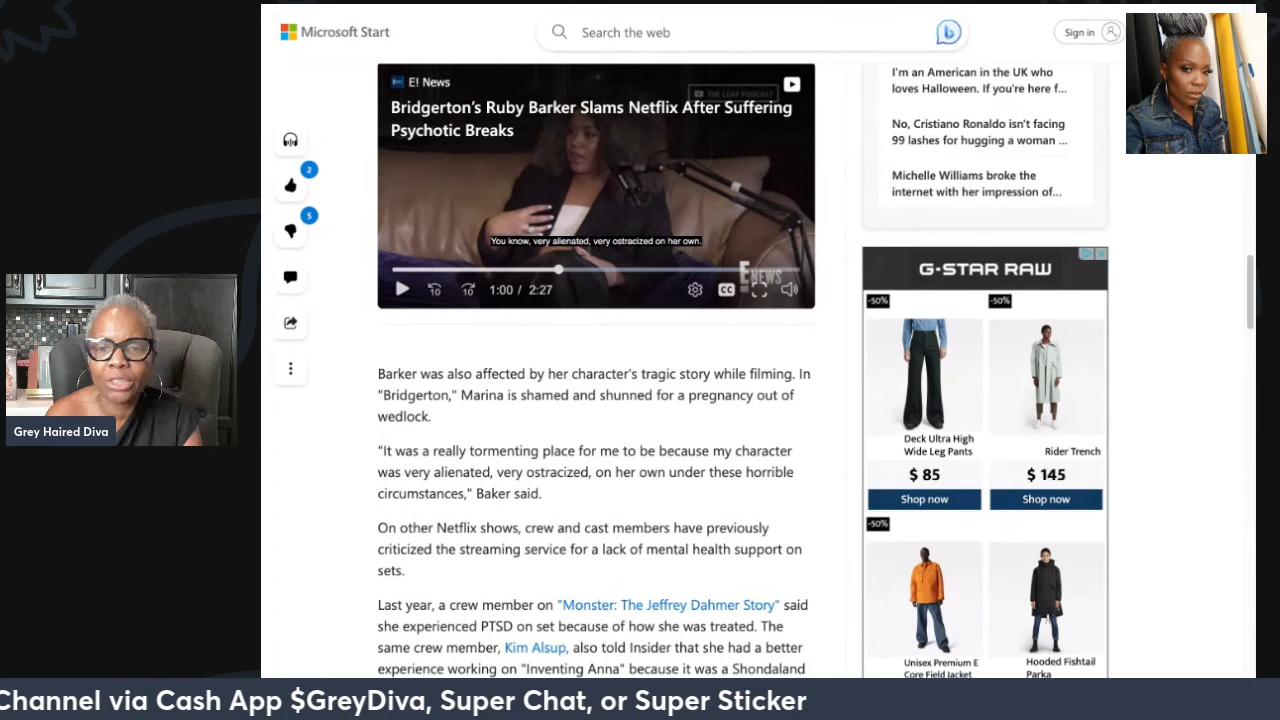 Microsoft Start
Search the web
Sign in
E! News
THE LOAF PODCAST
Bridgerton's Ruby Barker Slams Netflix After Suffering
Psychotic Breaks
You know, very alienated, very ostracized on her own.
E NEWS
10
10
1:00 / 2:27
CC
2
5
Barker was also affected by her character's tragic story while filming. In
"Bridgerton," Marina is shamed and shunned for a pregnancy out of
wedlock.
"It was a really tormenting place for me to be because my character
was very alienated, very ostracized, on her own under these horrible
circumstances," Baker said.
On other Netflix shows, crew and cast members have previously
criticized the streaming service for a lack of mental health support on
sets.
Last year, a crew member on "Monster: The Jeffrey Dahmer Story" said
she experienced PTSD on set because of how she was treated. The
same crew member, Kim Alsup, also told Insider that she had a better
experience working on "Inventing Anna" because it was a Shondaland
I'm an American in the UK who
loves Halloween. If you're here f...
No, Cristiano Ronaldo isn't facing
99 lashes for hugging a woman ...
Michelle Williams broke the
internet with her impression of...
G-STAR RAW
-50%
-50%
Deck Ultra High
Wide Leg Pants
Rider Trench
$ 85
$ 145
Shop now
Shop now
-50%
Unisex Premium E
Core Field Jacket
Hooded Fishtail
Parka
Grey Haired Diva
Channel via Cash App $GreyDiva, Super Chat, or Super Sticker